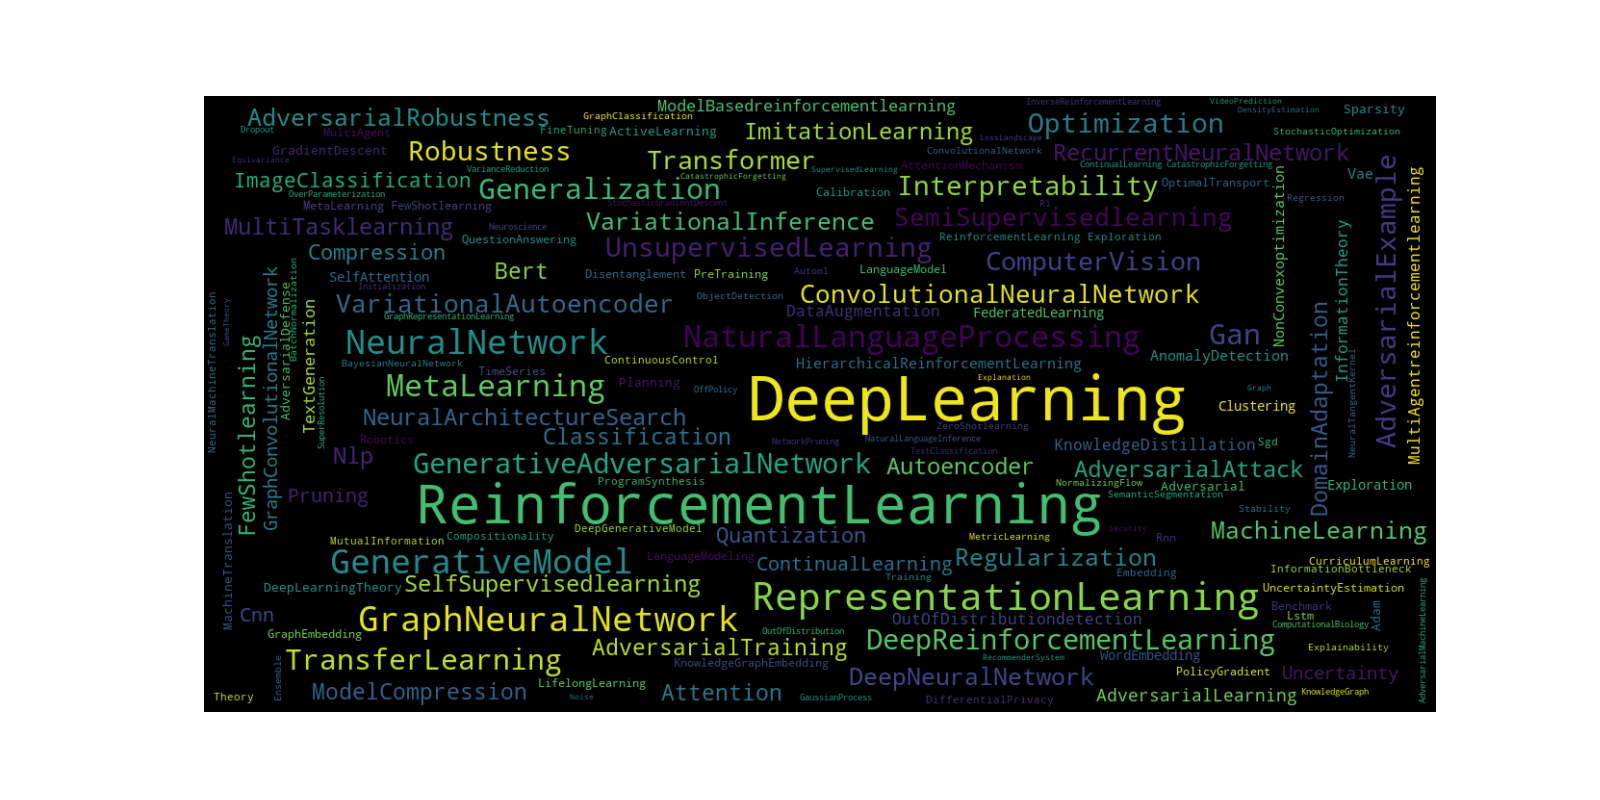 AdversarialRobustness
GraphClassification
ModelBasedreinforcementlearning
InverseReinforcementLearning
VideoPrediction
DensityEstimation
Sparsity
Dropout
MultiAgent
FineTuning
ActiveLearning
ImitationLearning
LossLandscape
Optimization
StochasticOptimization
GradientDescent
Robustness
Transformer
ConvolutionalNetwork
RecurrentNeuralNetwork
Equivariance
VarianceReduction
SupervisedLearning
AttentionMechanism
ContinualLearning CatastrophicForgetting
ImageClassification
CatastrophicForgetting
Generalization
Calibration
Interpretability
OptimalTransport
Vae
OverParameterization
Regression
MetaLearning FewShotlearning
StochasticGradientDescent
Rl
MultiTasklearning
Neuroscience
VariationalInference
SemiSupervisedlearning
QuestionAnswering
UnsupervisedLearning
ReinforcementLearning Exploration
Compression
ComputerVision
SelfAttention
Bert
Disentanglement
PreTraining
Automl
LanguageModel
Initialization
VariationalAutoencoder
ObjectDetection
ConvolutionalNeuralNetwork
GraphRepresentationLearning
DataAugmentation
FederatedLearning
NeuralNetwork
NaturalLanguageProcessing
Gan
BayesianNeuralNetwork
ContinuousControl
HierarchicalReinforcementLearning
AnomalyDetection
TimeSeries
MetaLearning
Planning
OffPolicy
DeepLearning
Explanation
Graph
Clustering
NeuralArchitectureSearch
ZeroShotlearning
Robotics
Classification
NetworkPruning
NaturalLanguageInference
KnowledgeDistillation
Sgd
Nlp
GenerativeAdversarialNetwork
TextClassification
Autoencoder
AdversarialAttack
ProgramSynthesis
NormalizingFlow
Adversarial
Exploration
Pruning
ReinforcementLearning
SemanticSegmentation
Stability
MutualInformation
Compositionality
DeepGenerativeModel
Quantization
MetricLearning
Security
Rnn
MachineLearning
GenerativeModel
LanguageModeling
ContinualLearning
Regularization
CurriculumLearning
InformationBottleneck
DeepLearningTheory
SelfSupervisedlearning
Training
Embedding
UncertaintyEstimation
Cnn
GraphNeuralNetwork
RepresentationLearning
Benchmark
Lstm
ComputationalBiology
GraphEmbedding
OutOfDistribution
OutOfDistributiondetection
AdversarialTraining
DeepReinforcementLearning
Explainability
TransferLearning
KnowledgeGraphEmbedding
RecommenderSystem
WordEmbedding
DeepNeuralNetwork
PolicyGradient
Uncertainty
Theory
ModelCompression
LifelongLearning
Noise
Attention
GaussianProcess
DifferentialPrivacy
AdversarialLearning
KnowledgeGraph
NeuralMachineTranslation
GameTheory
MachineTranslation
FewShotlearning
GraphConvolutionalNetwork
AdversarialDefense
BatchNormalization
TextGeneration
SuperResolution
Ensemble
NonConvexoptimization
DomainAdaptation
InformationTheory
NeuralTangentKernel
AdversarialExample
MultiAgentreinforcementlearning
Adam
AdversarialMachineLearning